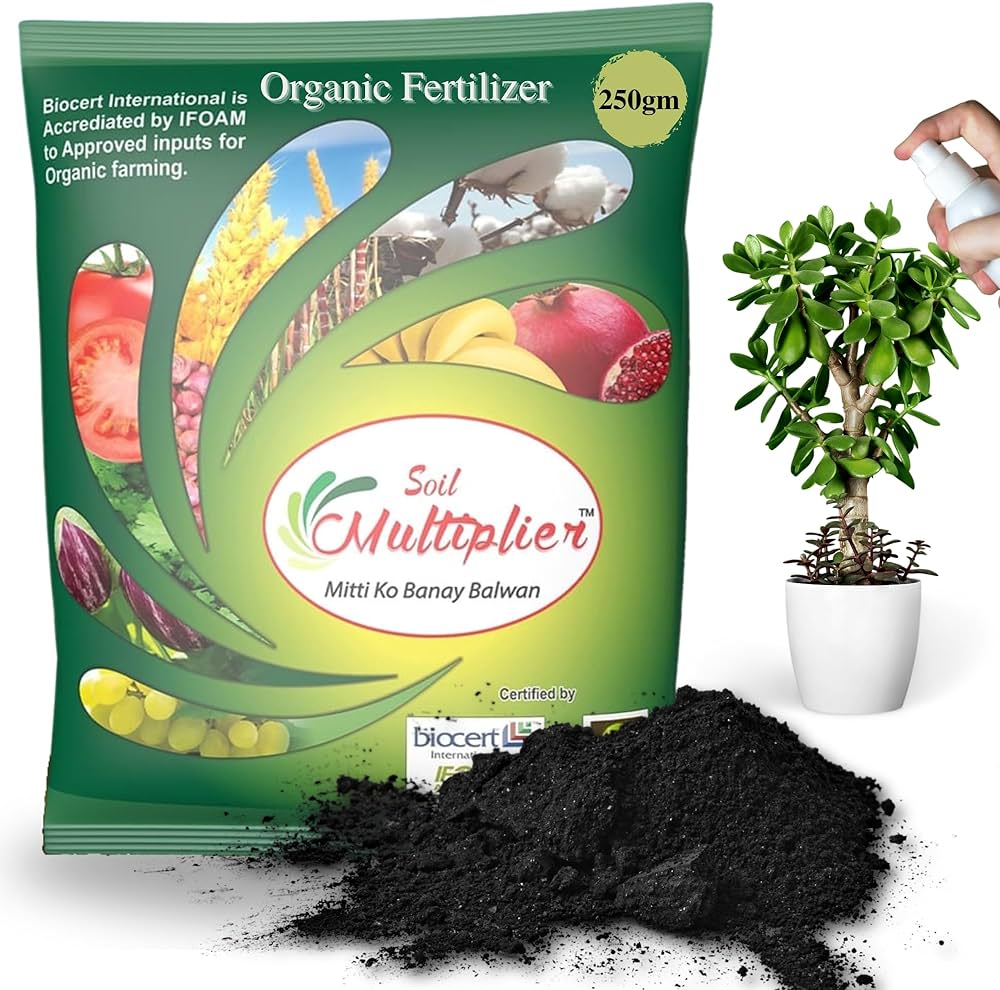 Organic Fertilizer
250gm
Biocert International is
Accrediated by IFOAM
to Approved inputs for
Organic farming.
Soil
Multiplier™
Mitti Ko Banay Balwan
Certified by
biocert